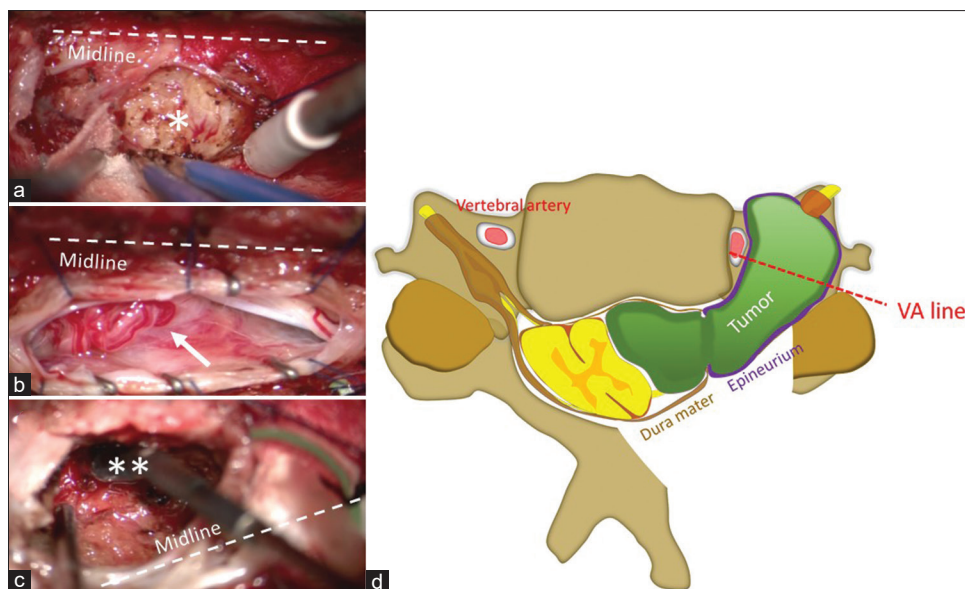 Midline
*
a
Midline
b
**
Midline
c
Vertebral artery
VA line
Tumor
Epineurium
Dura mater
d